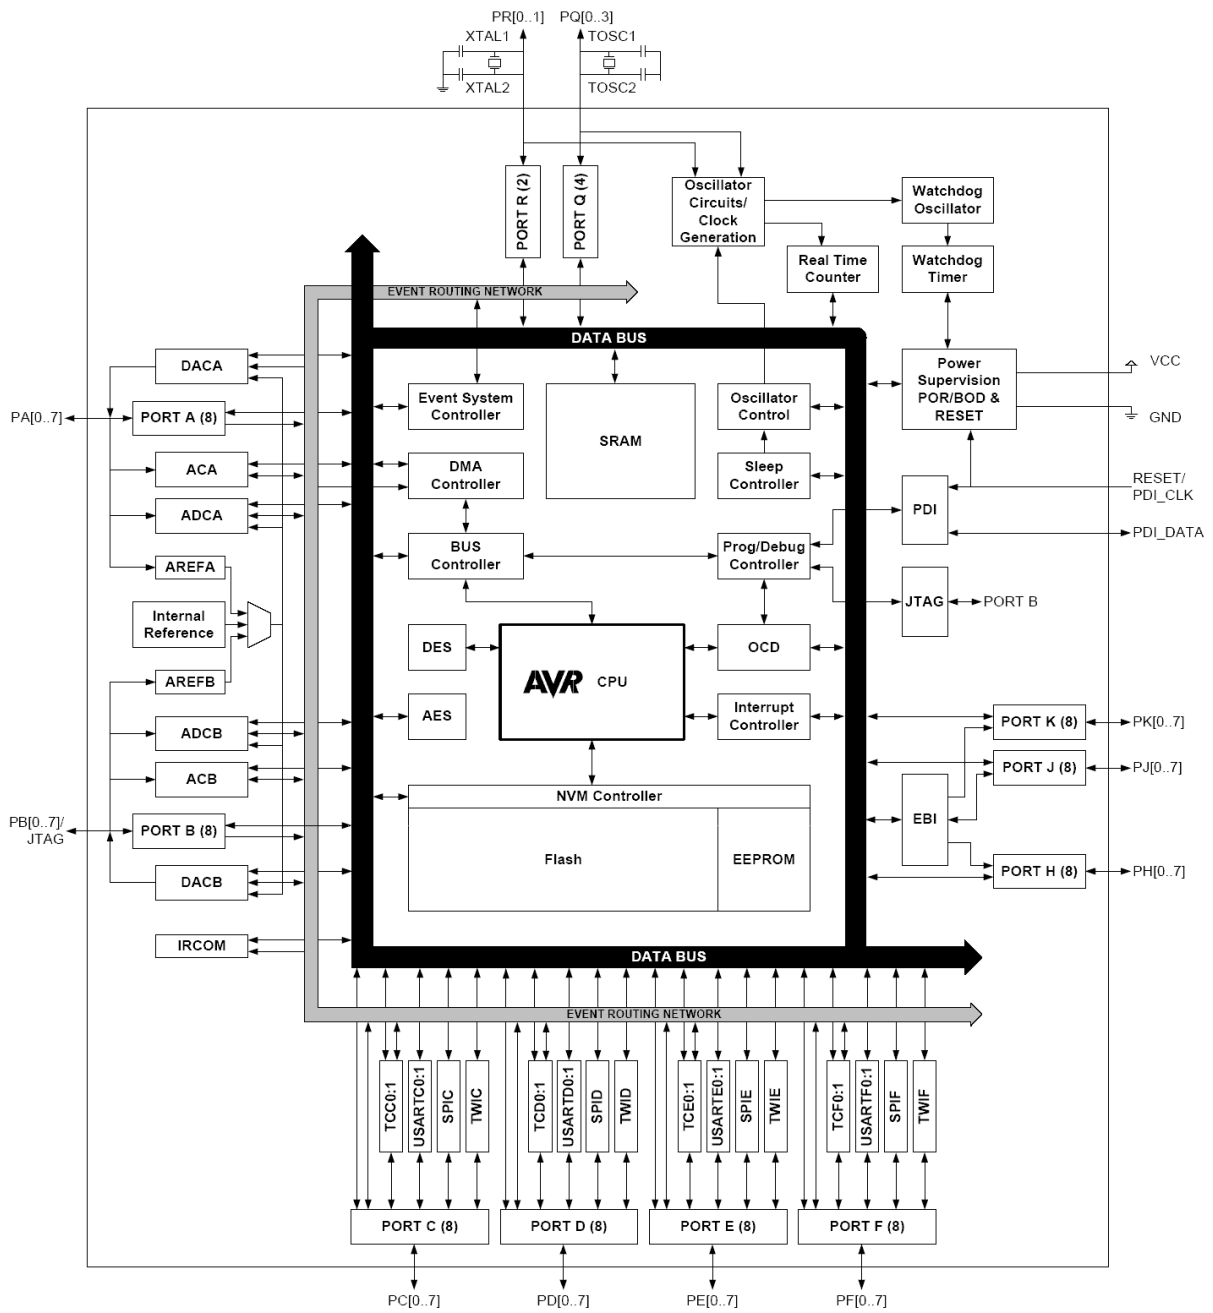 PR[0..1]
PQ[0..3]
XTAL1
TOSC1
XTAL2
TOSC2
PORT R (2)
PORT Q (4)
Oscillator
Circuits/
Clock
Generation
Watchdog
Oscillator
Real Time
Counter
Watchdog
Timer
EVENT ROUTING NETWORK
DATA BUS
DACA
Power
Supervision
POR/BOD &
RESET
VCC
GND
PA[0..7]
PORT A (8)
Event System
Controller
SRAM
Oscillator
Control
ACA
DMA
Controller
Sleep
Controller
RESET/
PDI_CLK
ADCA
PDI
PDI_DATA
BUS
Controller
Prog/Debug
Controller
AREFA
JTAG
PORT B
Internal
Reference
DES
AVR
CPU
OCD
AREFB
AES
Interrupt
Controller
PORT K (8)
PK[0..7]
ADCB
ACB
PORT J (8)
PJ[0..7]
NVM Controller
EBI
PB[0..7]/
JTAG
PORT B (8)
Flash
EEPROM
PORT H (8)
PH[0..7]
DACB
IRCOM
DATA BUS
EVENT ROUTING NETWORK
TCC0:1
USARTC0:1
SPIC
TWIC
TCD0:1
USARTD0:1
SPID
TWID
TCE0:1
USARTE0:1
SPIE
TWIE
TCF0:1
USARTF0:1
SPIF
TWIF
PORT C (8)
PORT D (8)
PORT E (8)
PORT F (8)
PC[0..7]
PD[0..7]
PE[0..7]
PF[0..7]